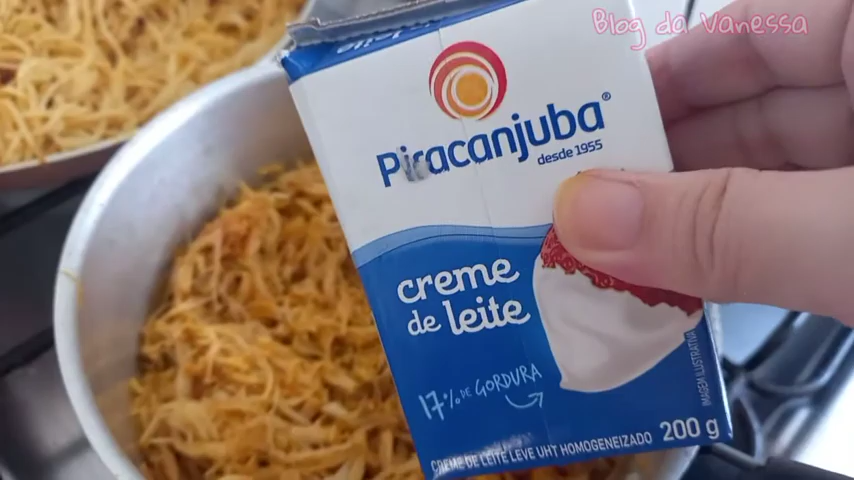 Blog da Vanessa
Piracanjuba®
desde 1955
creme
de leite
17% DE GORDURA
IMAGEM ILUSTRATIVA
CREME DE LEITE LEVE UHT HOMOGENEIZADO 200 g